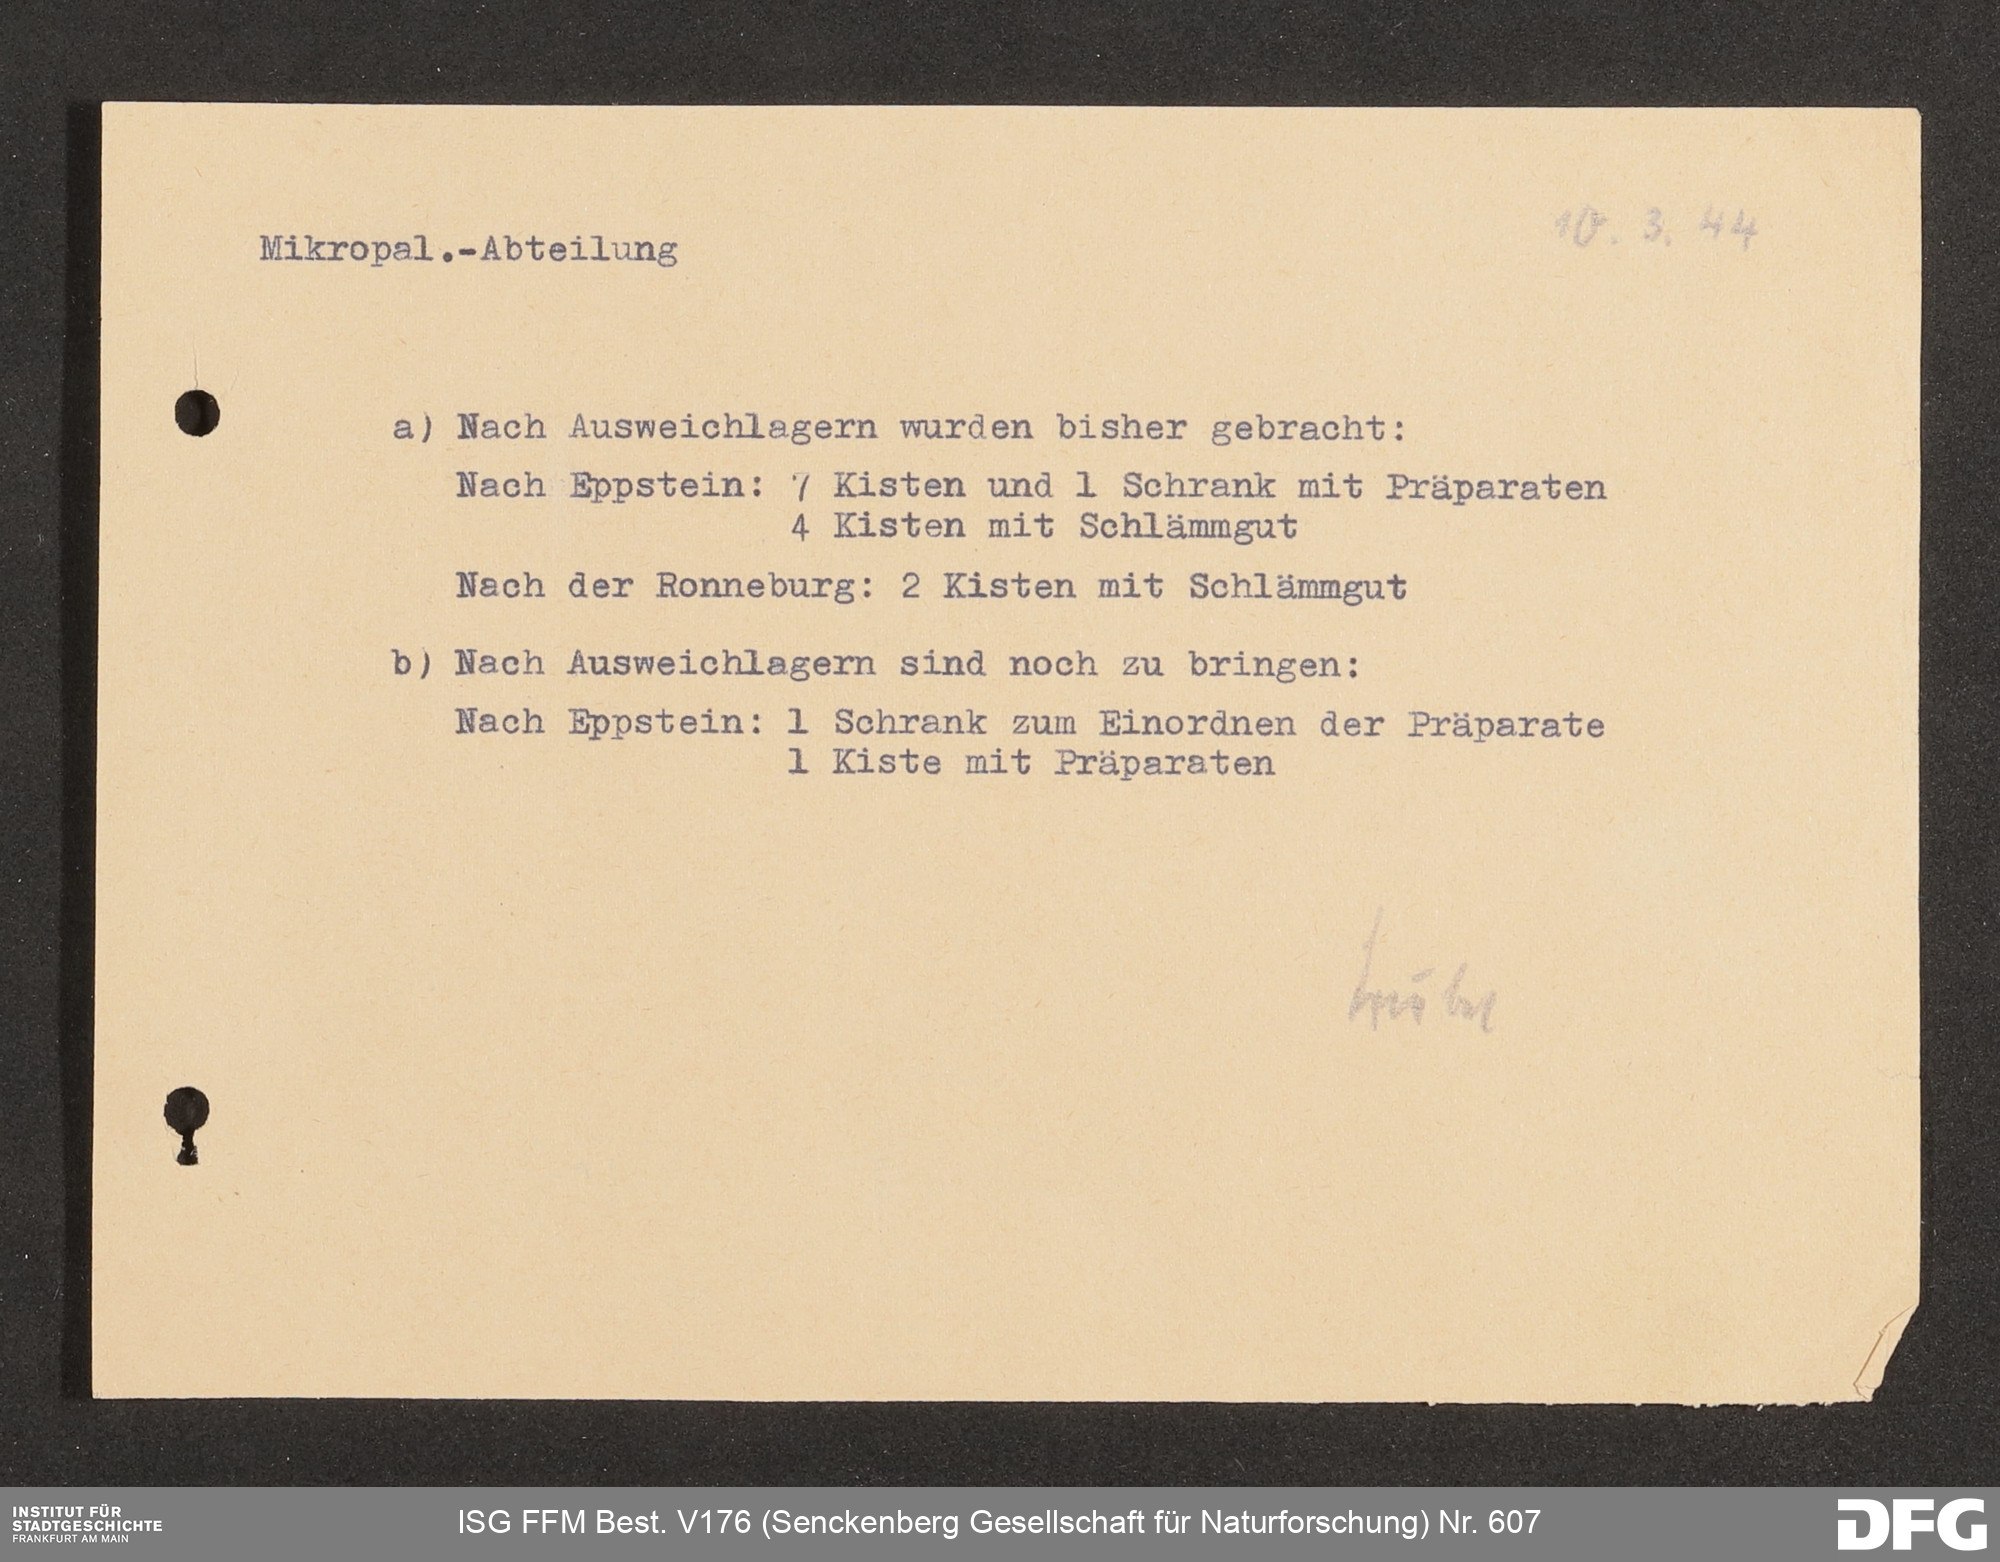 10. 3. 44
Mikropal.-Abteilung
a) Nach Ausweichlagern wurden bisher gebracht:
Nach Eppstein: 7 Kisten und 1 Schrank mit Präparaten
4 Kisten mit Schlämmgut
Nach der Ronneburg: 2 Kisten mit Schlämmgut
b) Nach Ausweichlagern sind noch zu bringen:
Nach Eppstein: 1 Schrank zum Einordnen der Präparate
1 Kiste mit Präparaten
INSTITUT FÜR
STADTGESCHICHTE
FRANKFURT AM MAIN
ISG FFM Best. V176 (Senckenberg Gesellschaft für Naturforschung) Nr. 607
DFG